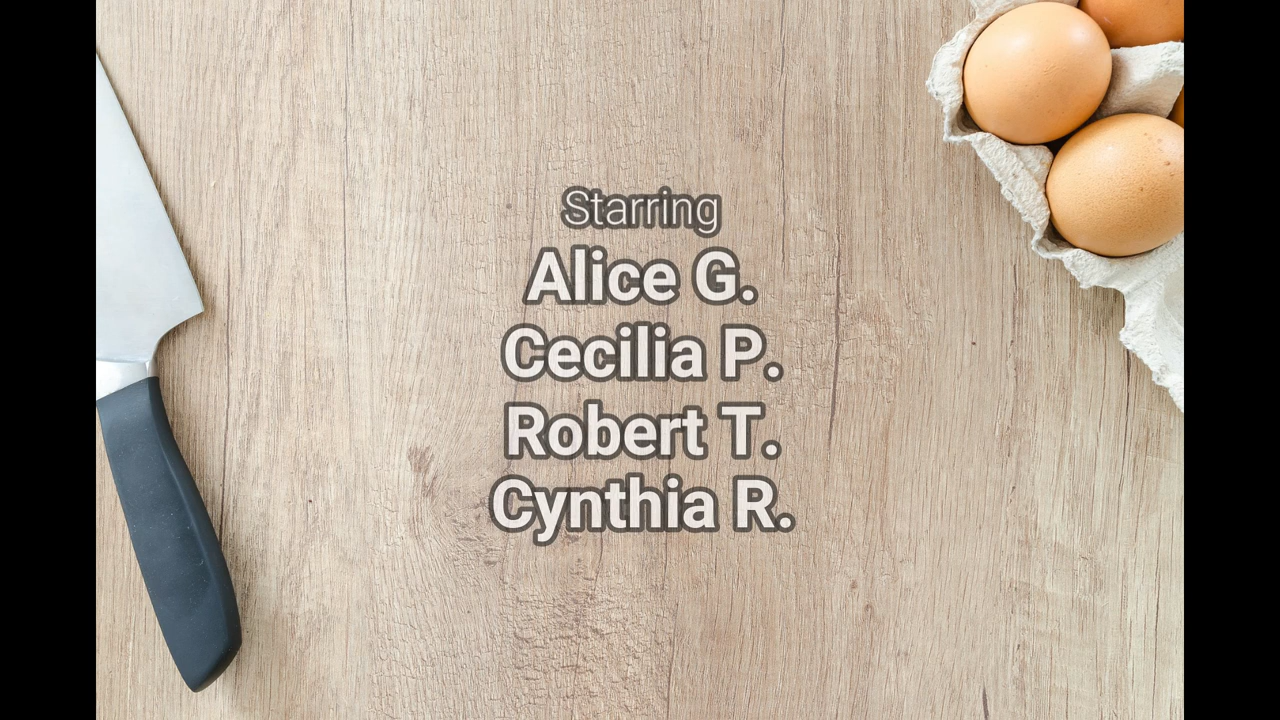 Starring
Alice G.
Cecilia P.
Robert T.
Cynthia R.